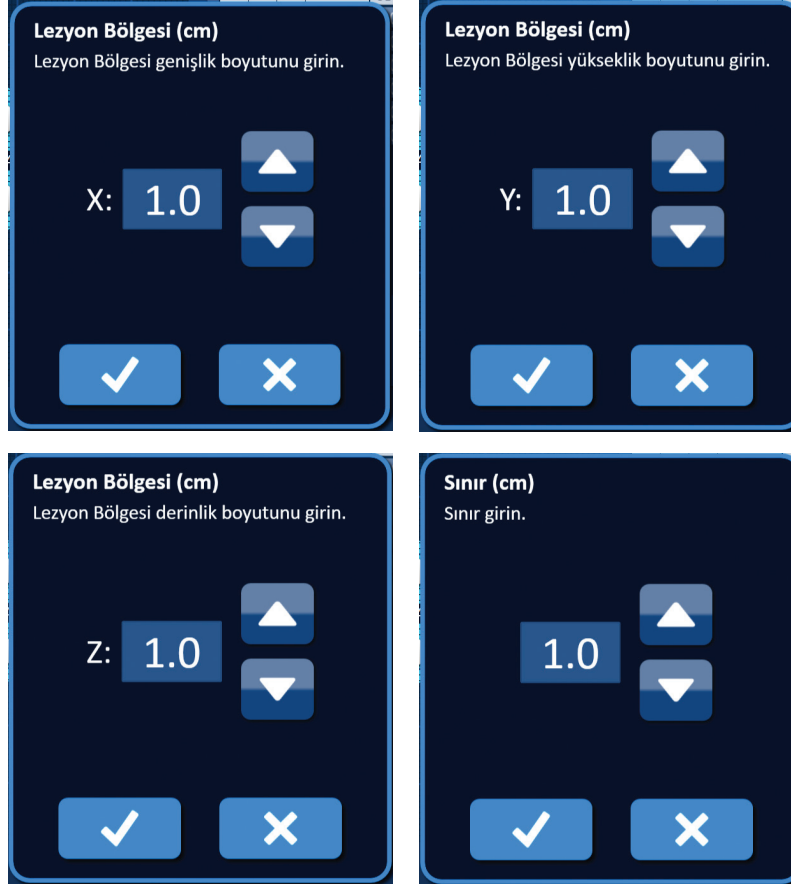 Lezyon Bölgesi (cm)
Lezyon Bölgesi genişlik boyutunu girin.
X: 1.0
Lezyon Bölgesi (cm)
Lezyon Bölgesi yükseklik boyutunu girin.
Y: 1.0
Lezyon Bölgesi (cm)
Lezyon Bölgesi derinlik boyutunu girin.
Z: 1.0
Sınır (cm)
Sınır girin.
1.0